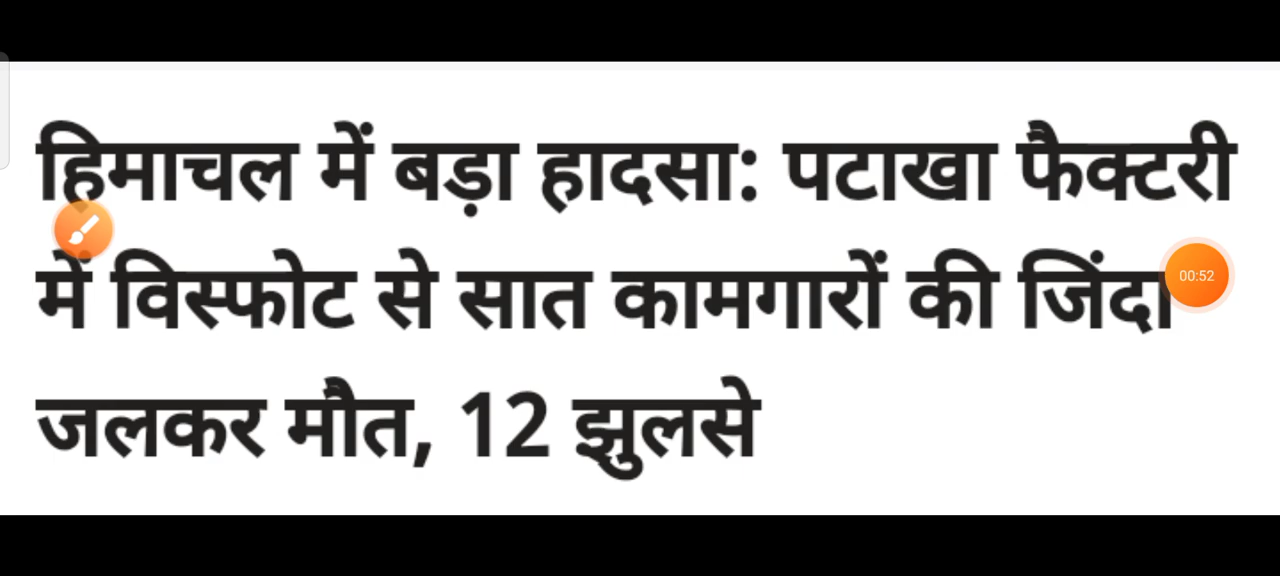 हिमाचल में बड़ा हादसा: पटाखा फैक्टरी
में विस्फोट से सात कामगारों की जिंदा
जलकर मौत, 12 झुलसे
00:52